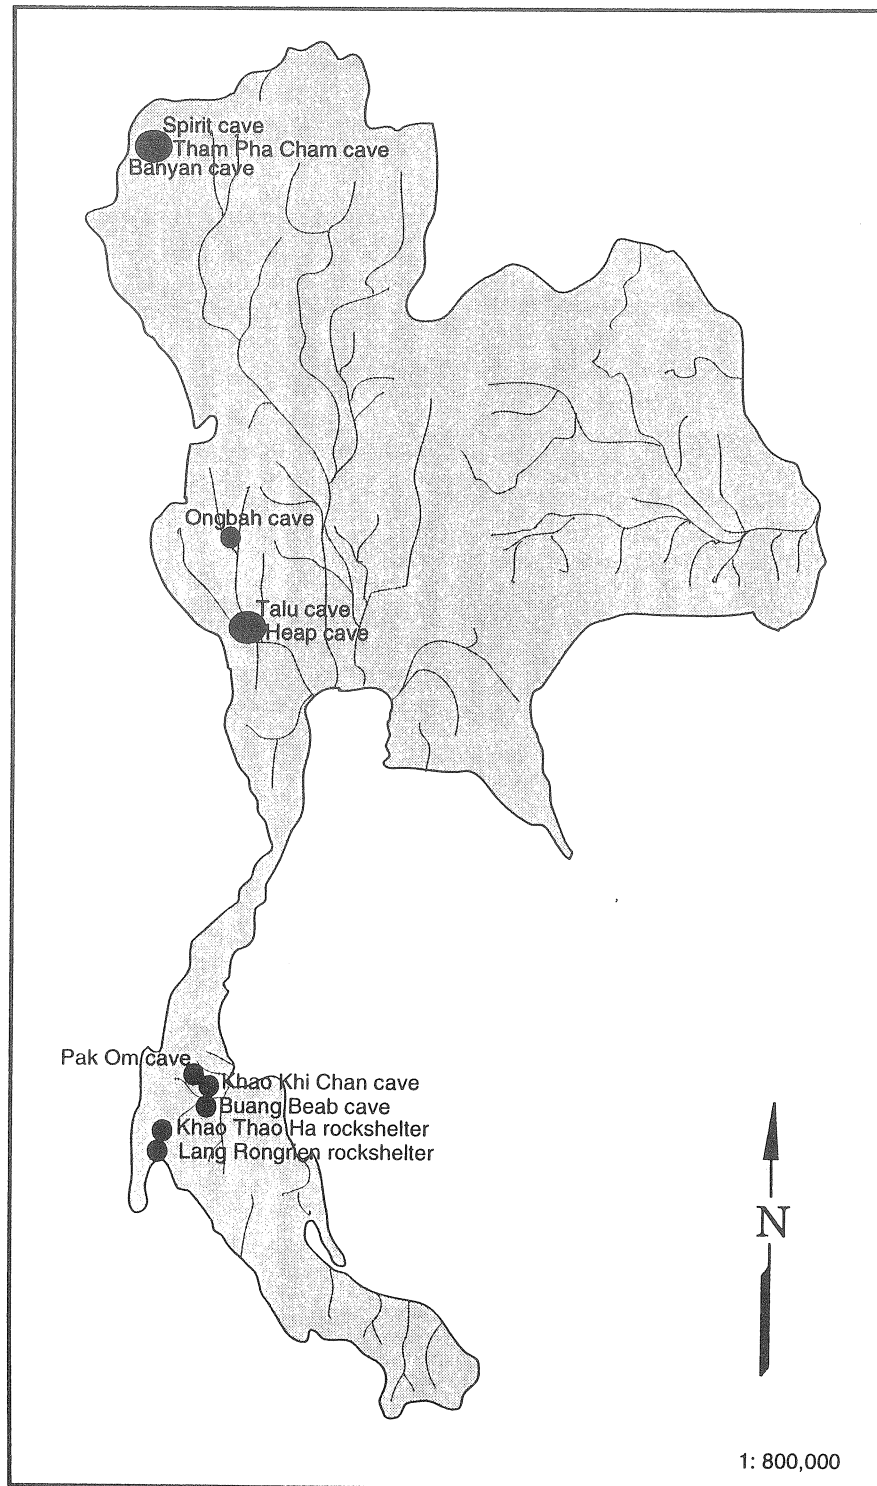 Spirit cave
Tham Pha Cham cave
Banyan cave
Ongbah cave
Talu cave
Heap cave
Pak Om cave
Khao Khi Chan cave
Buang Beab cave
Khao Thao Ha rockshelter
Lang Rongrien rockshelter
N
1: 800,000